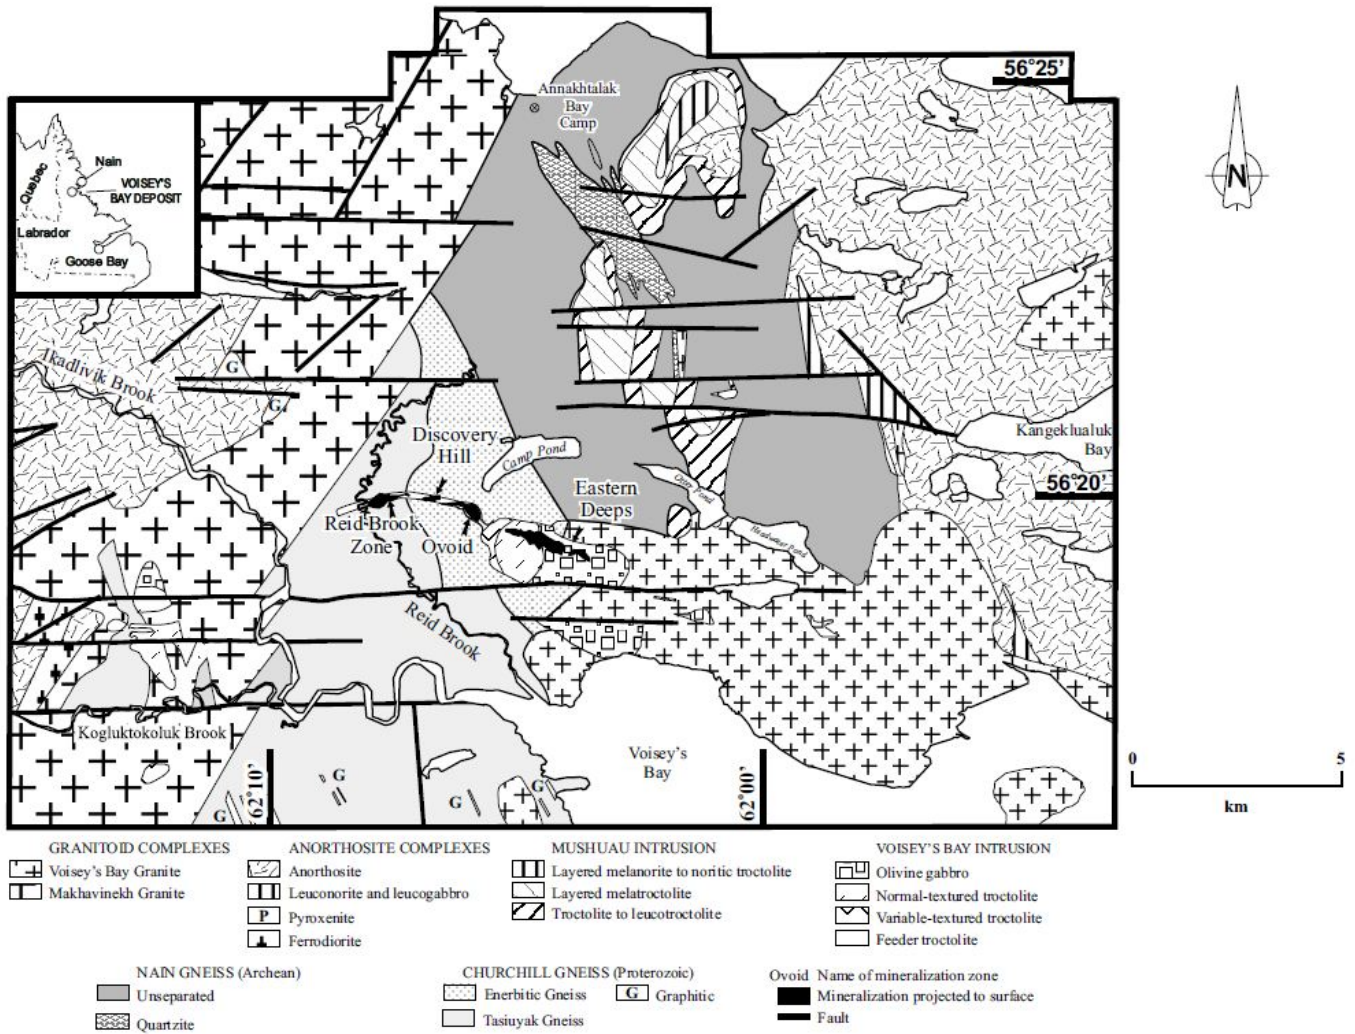 56°25'
Annakhtalak
Bay
Camp
N
Nain
VOISEY'S
BAY DEPOSIT
Quebec
Labrador
Goose Bay
Ikadlivik Brook
G
G
Discovery
Hill
Camp Pond
Kangeklualuk
Bay
56°20'
Eastern
Deeps
Reid Brook
Zone
Ovoid
Reid Brook
Kogluktokoluk Brook
Voisey's
Bay
0 5
km
62°10'
62°00'
G
G
G
G
GRANITOID COMPLEXES
Voisey's Bay Granite
Makhavinekh Granite
ANORTHOSITE COMPLEXES
Anorthosite
Leuconorite and leucogabbro
P Pyroxenite
Ferrodiorite
MUSHUAU INTRUSION
Layered melanorite to noritic troctolite
Layered melatroctolite
Troctolite to leucotroctolite
VOISEY'S BAY INTRUSION
Olivine gabbro
Normal-textured troctolite
Variable-textured troctolite
Feeder troctolite
NAIN GNEISS (Archean)
Unseparated
Quartzite
CHURCHILL GNEISS (Proterozoic)
Enerbitic Gneiss
G Graphitic
Tasiuyak Gneiss
Ovoid Name of mineralization zone
Mineralization projected to surface
Fault